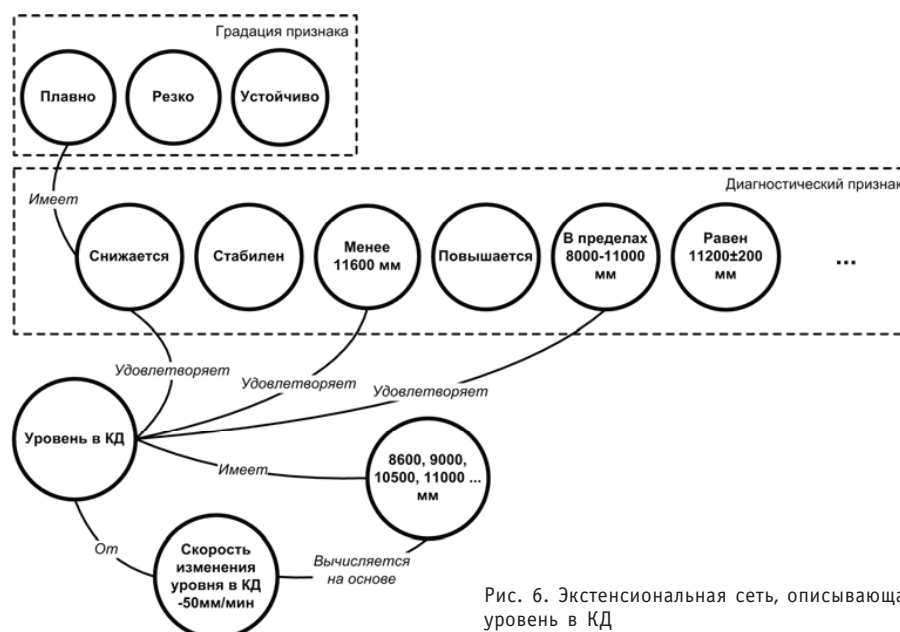 Градация признака
Плавно
Резко
Устойчиво
Имеет
Диагностический признак
Снижается
Стабилен
Менее
11600 мм
Повышается
В пределах
8000-11000
мм
Равен
11200±200
мм
...
Удовлетворяет
Удовлетворяет
Удовлетворяет
Уровень в КД
Имеет
8600, 9000,
10500, 11000 ...
мм
От
Скорость
изменения
уровня в КД
-50мм/мин
Вычисляется
на основе
Рис. 6. Экстенсиональная сеть, описывающа
уровень в КД